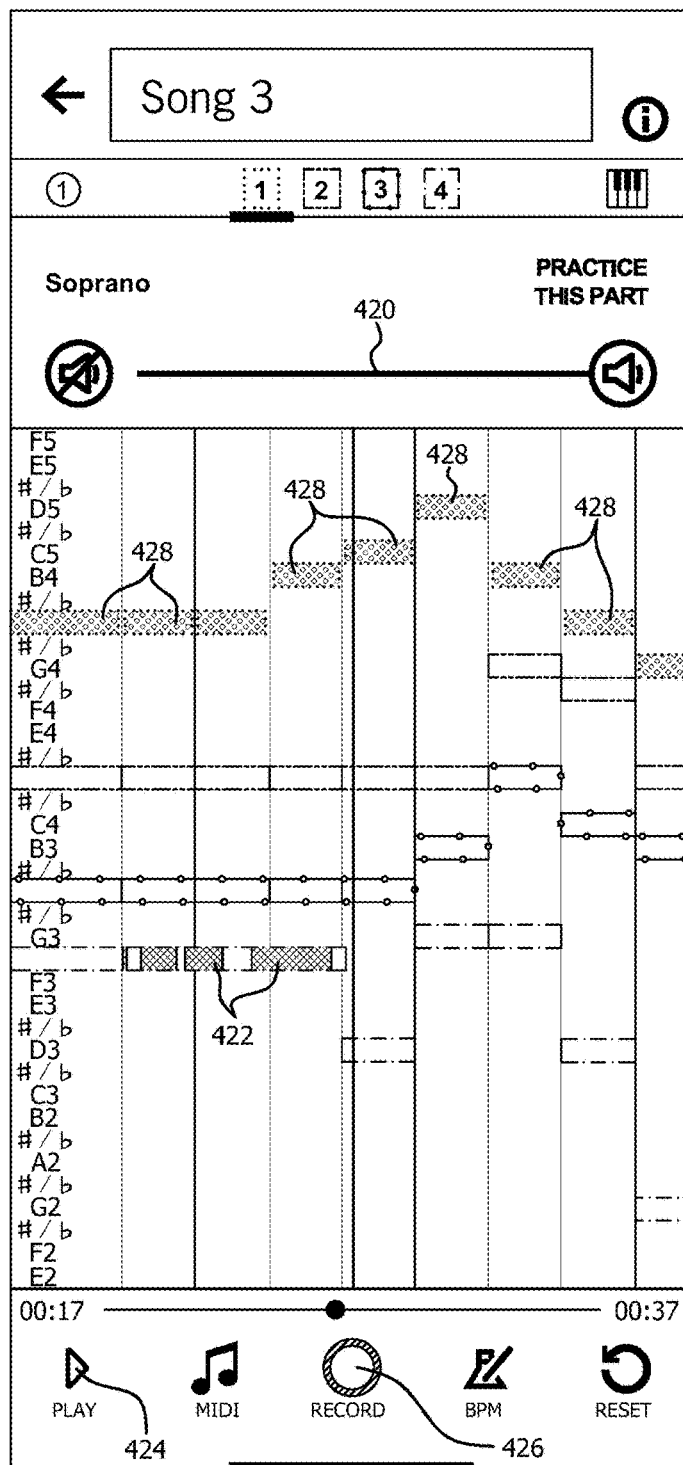 Song 3
i
1 1 2 3 4
Soprano
PRACTICE
THIS PART
420
F5
E5
# / ♭
D5
428
428
# / ♭
C5
428
428
B4
# / ♭
# / ♭
G4
# / ♭
F4
E4
# / ♭
# / ♭
C4
B3
# / ♭
# / ♭
G3
F3
E3
422
# / ♭
D3
# / ♭
C3
B2
# / ♭
A2
# / ♭
G2
# / ♭
F2
E2
00:17 00:37
PLAY MIDI RECORD BPM RESET
424 426